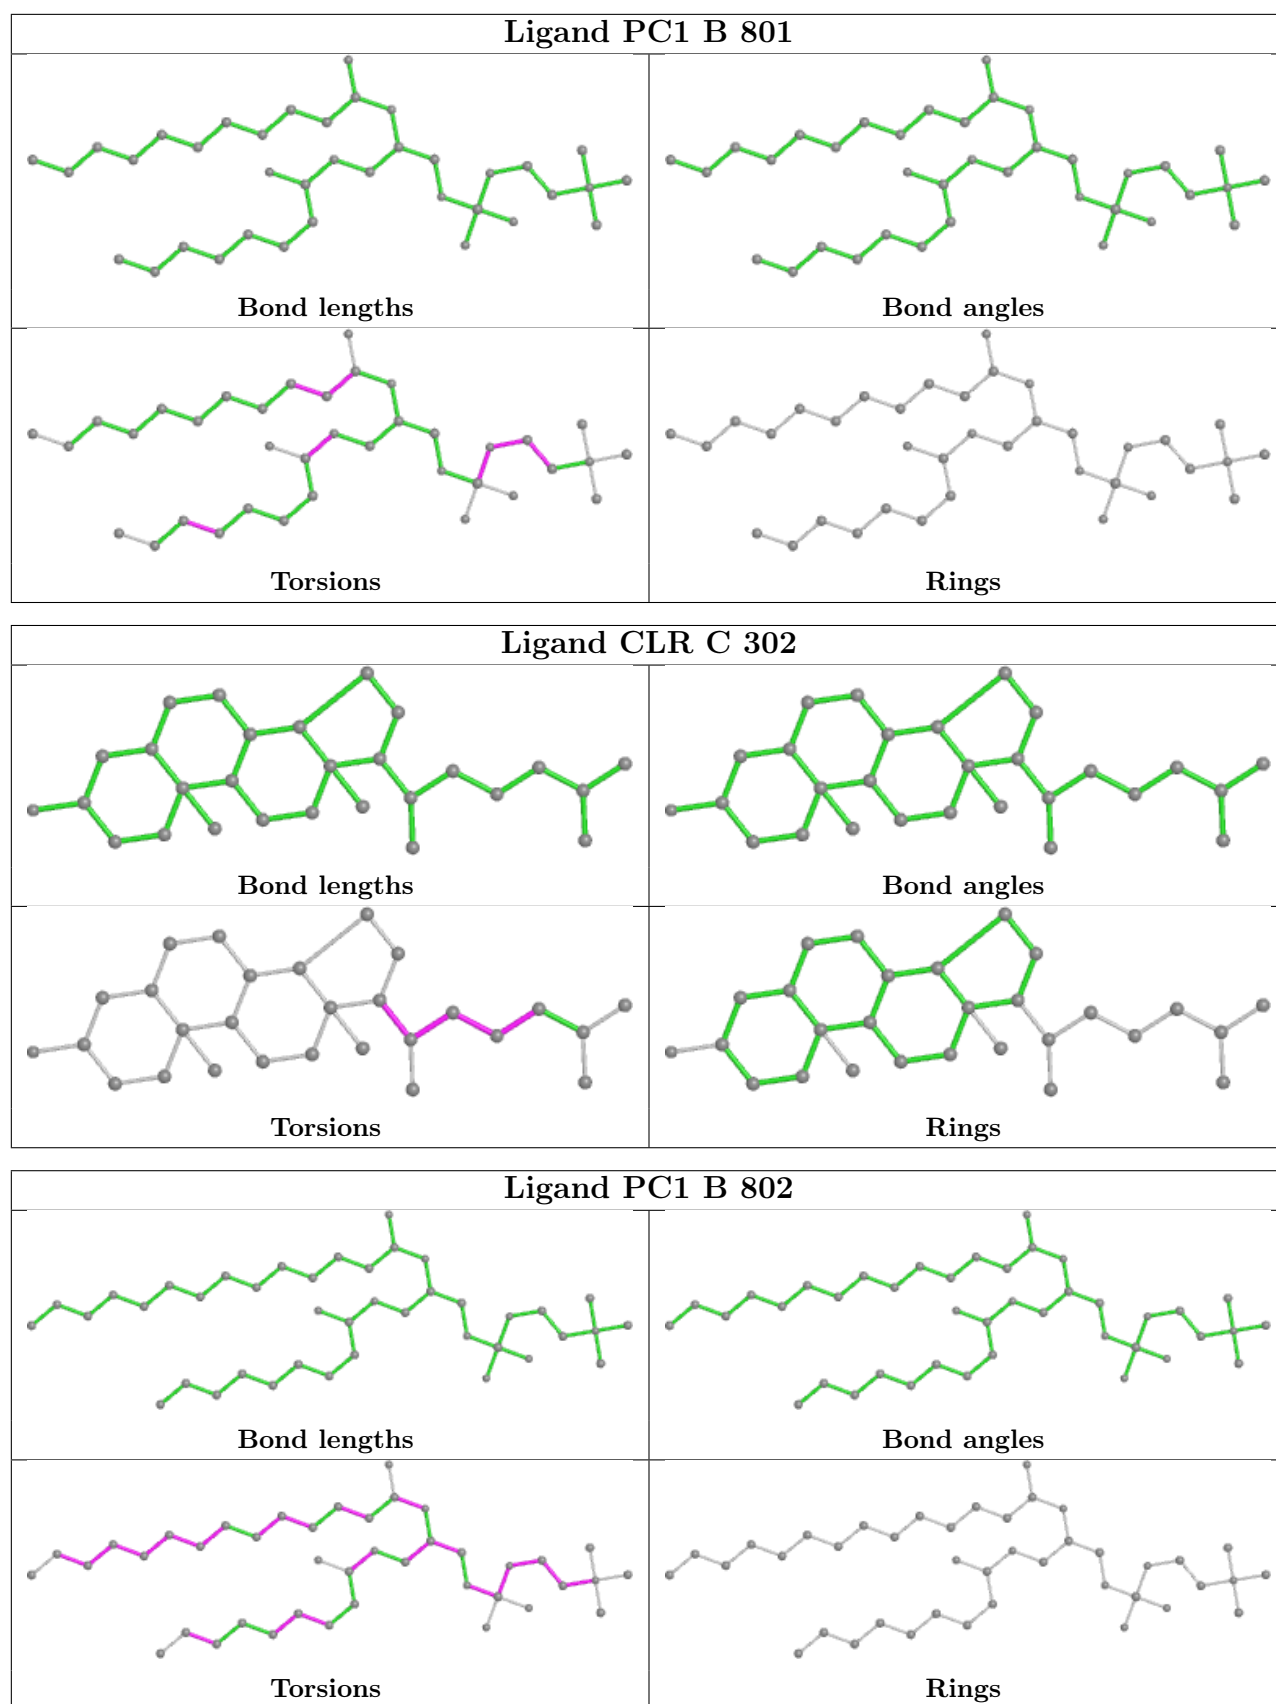 Ligand PC1 B 801
Bond lengths
Bond angles
Torsions
Rings
Ligand CLR C 302
Bond lengths
Bond angles
Torsions
Rings
Ligand PC1 B 802
Bond lengths
Bond angles
Torsions
Rings